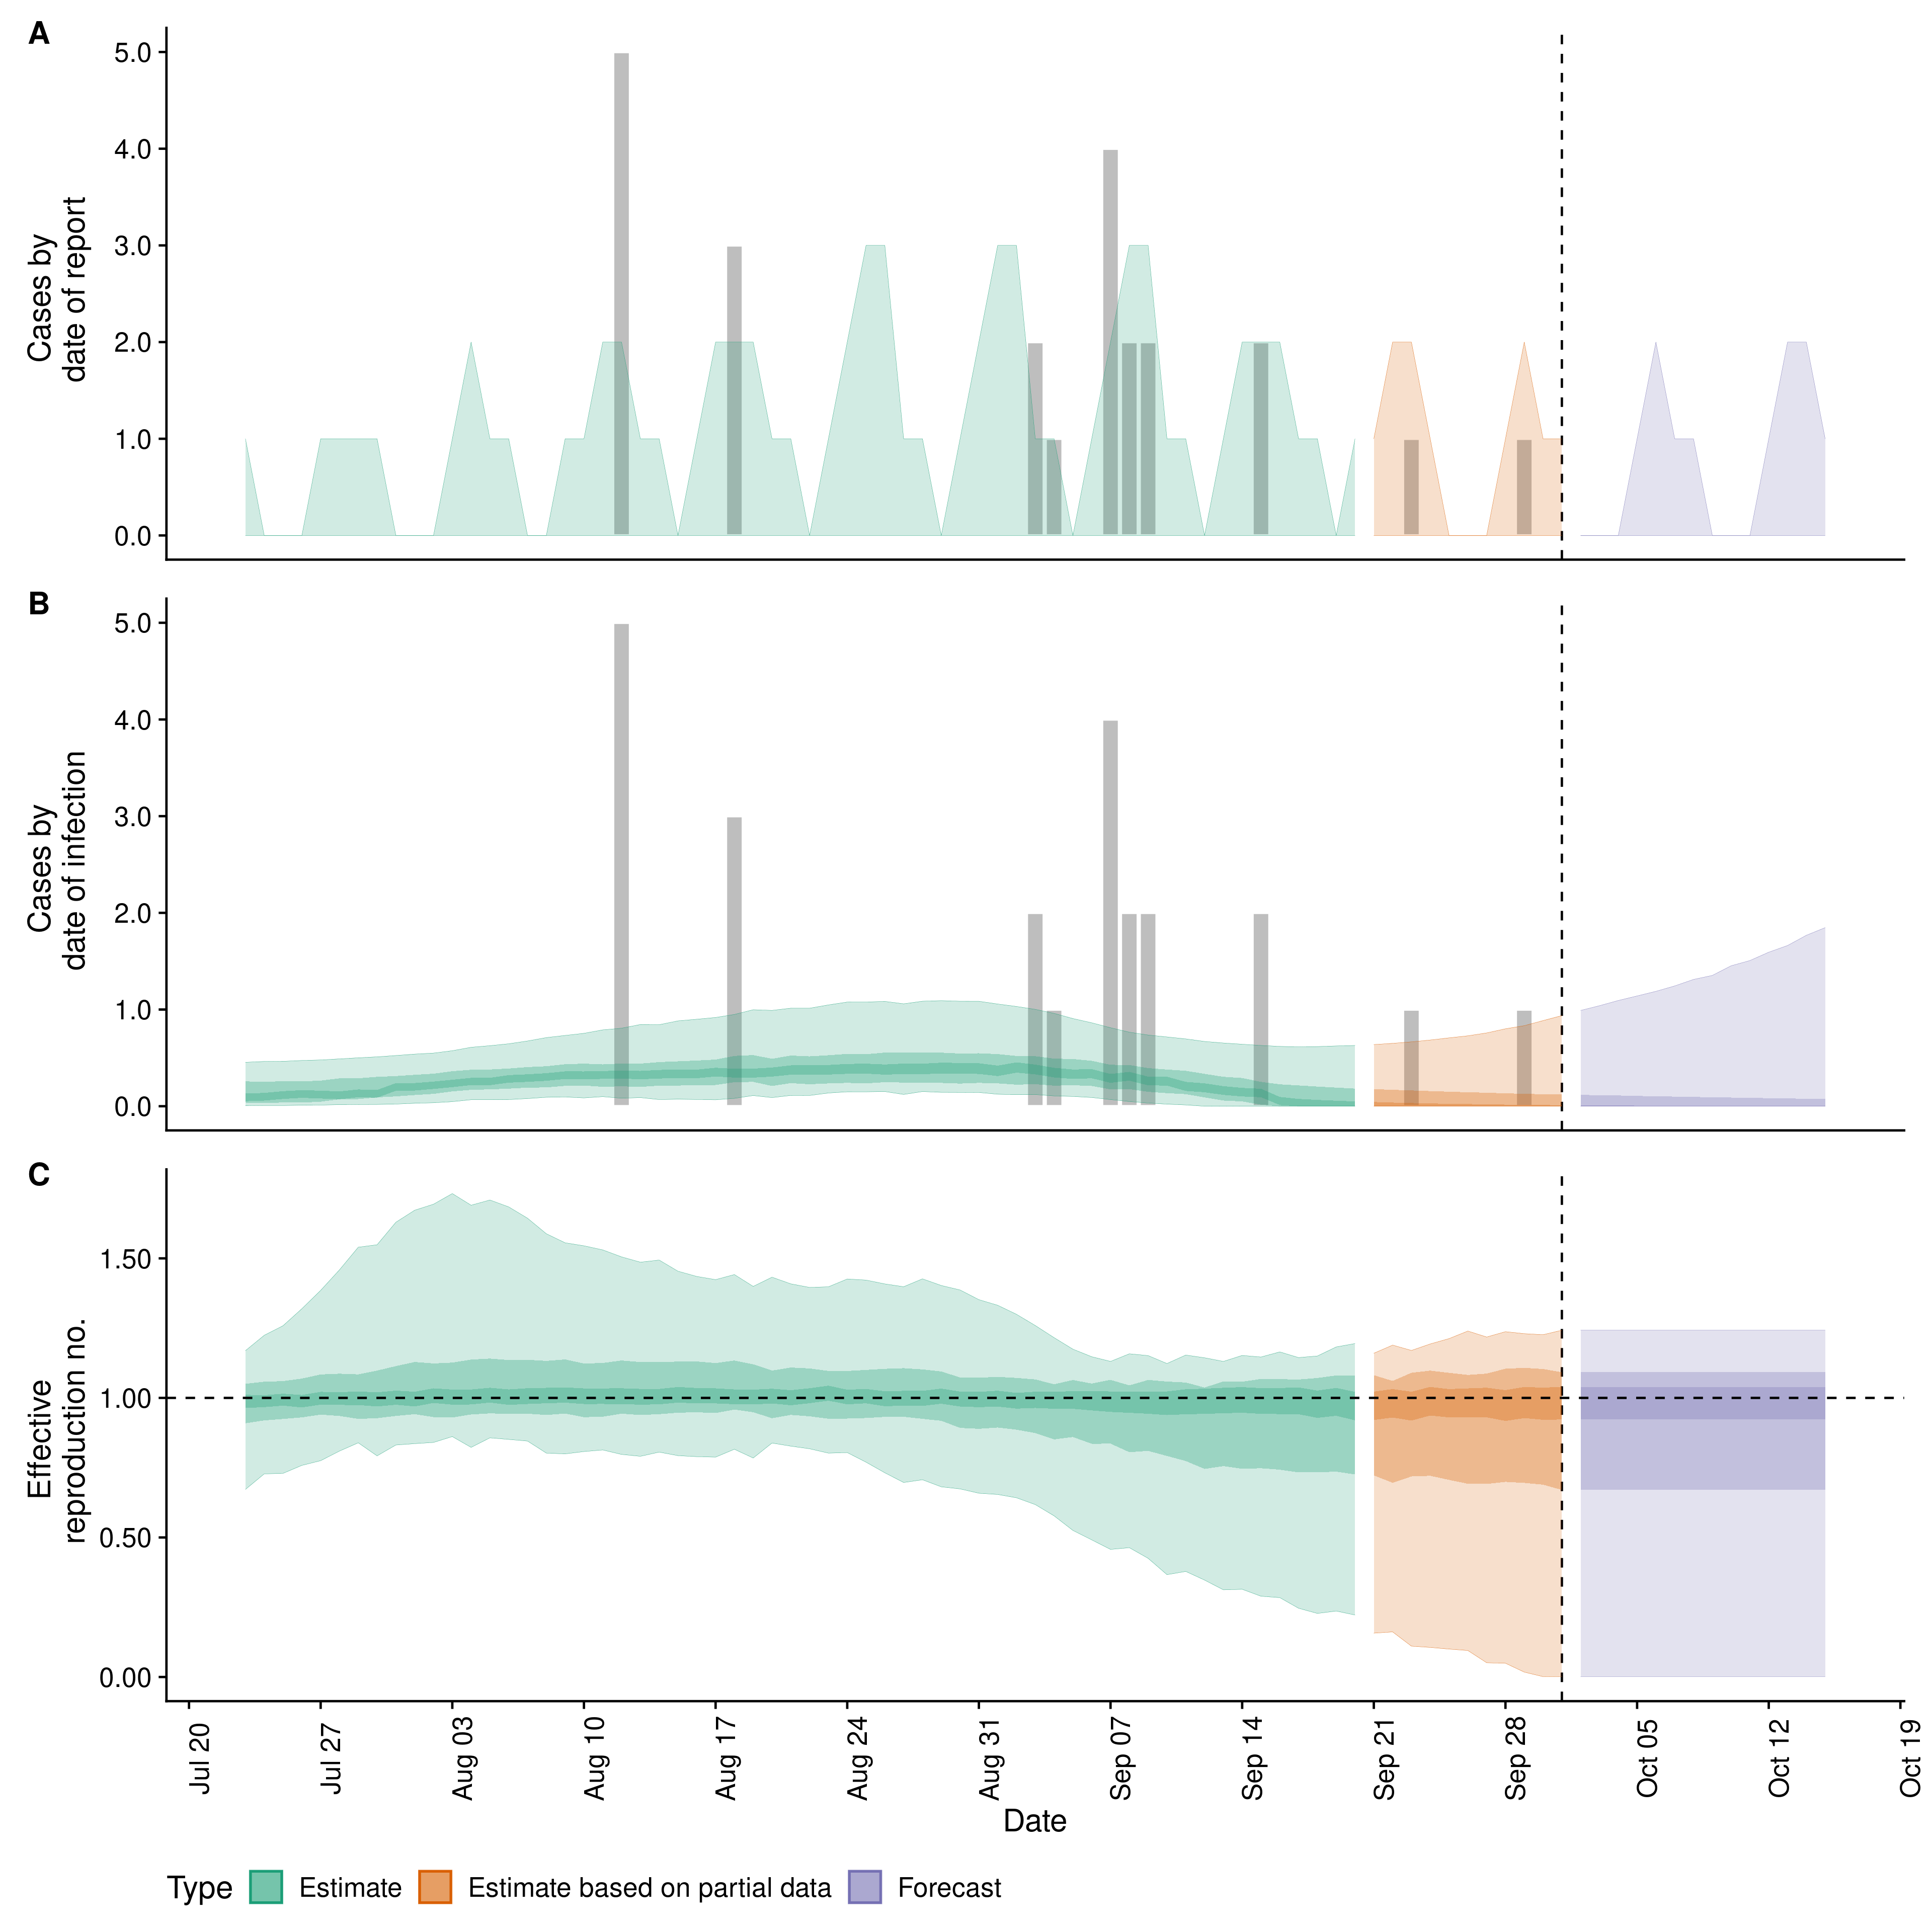 A
5.0
4.0
3.0
2.0
1.0
0.0
Cases by
date of report
B
5.0
4.0
3.0
2.0
1.0
0.0
Cases by
date of infection
C
1.50
1.00
0.50
0.00
Effective
reproduction no.
Jul 20
Jul 27
Aug 03
Aug 10
Aug 17
Aug 24
Aug 31
Sep 07
Sep 14
Sep 21
Sep 28
Oct 05
Oct 12
Oct 19
Date
Type Estimate Estimate based on partial data Forecast